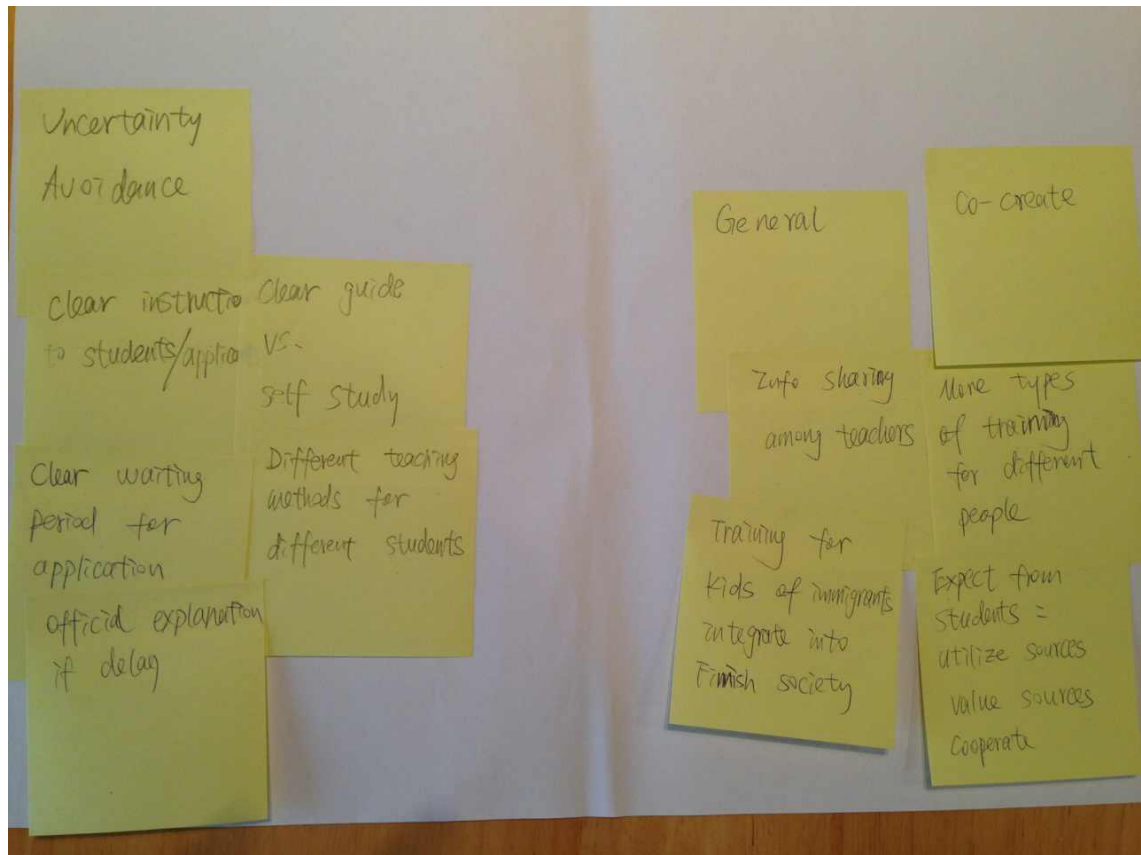 Uncertainty
Avoidance
Clear instructio
to students/applica
Clear waiting
period for
application
official explanation
if delay
Clear guide
vs.
self study
Different teaching
methods for
different students
General
Info sharing
among teachers
Training for
kids of immigrants
integrate into
Finnish society
Co-create
More types
of training
for different
people
Expect from
students =
utilize sources
value sources
Cooperate